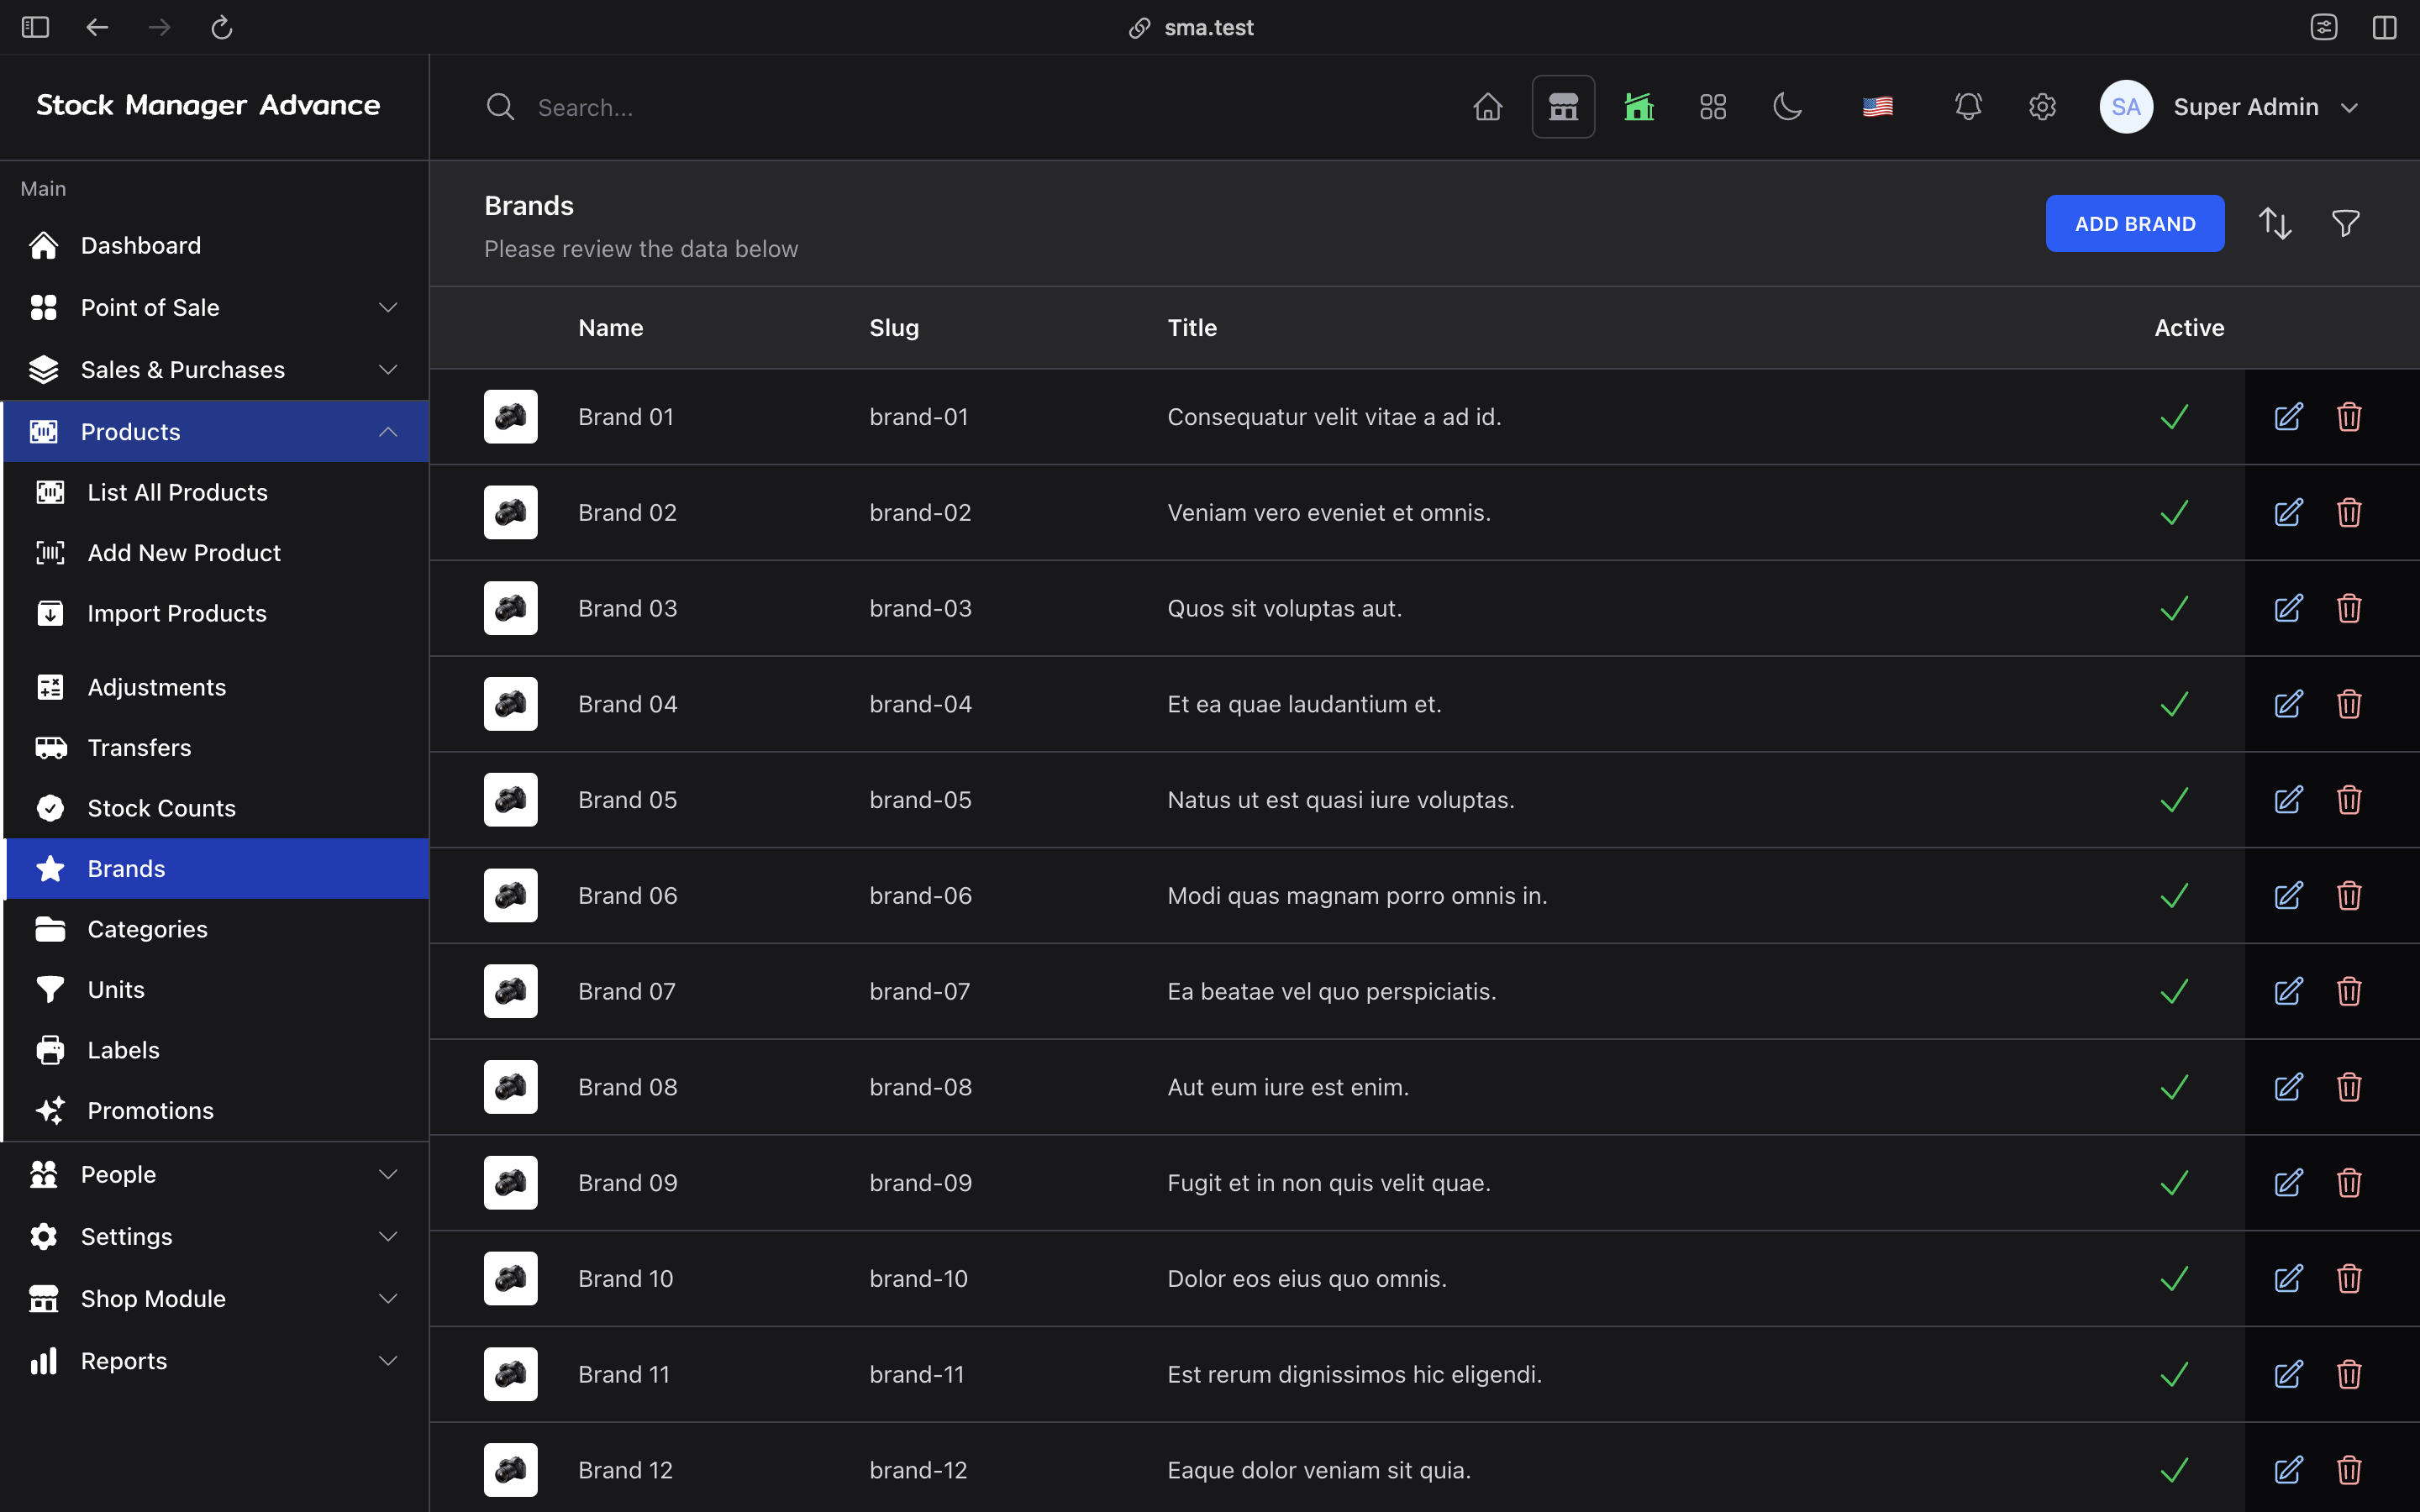 sma.test
Stock Manager Advance
Search...
SA
Super Admin
Main
Dashboard
Point of Sale
Sales & Purchases
Products
List All Products
Add New Product
Import Products
Adjustments
Transfers
Stock Counts
Brands
Categories
Units
Labels
Promotions
People
Settings
Shop Module
Reports
Brands
Please review the data below
ADD BRAND
Name Slug Title Active
Brand 01 brand-01 Consequatur velit vitae a ad id.
Brand 02 brand-02 Veniam vero eveniet et omnis.
Brand 03 brand-03 Quos sit voluptas aut.
Brand 04 brand-04 Et ea quae laudantium et.
Brand 05 brand-05 Natus ut est quasi iure voluptas.
Brand 06 brand-06 Modi quas magnam porro omnis in.
Brand 07 brand-07 Ea beatae vel quo perspiciatis.
Brand 08 brand-08 Aut eum iure est enim.
Brand 09 brand-09 Fugit et in non quis velit quae.
Brand 10 brand-10 Dolor eos eius quo omnis.
Brand 11 brand-11 Est rerum dignissimos hic eligendi.
Brand 12 brand-12 Eaque dolor veniam sit quia.